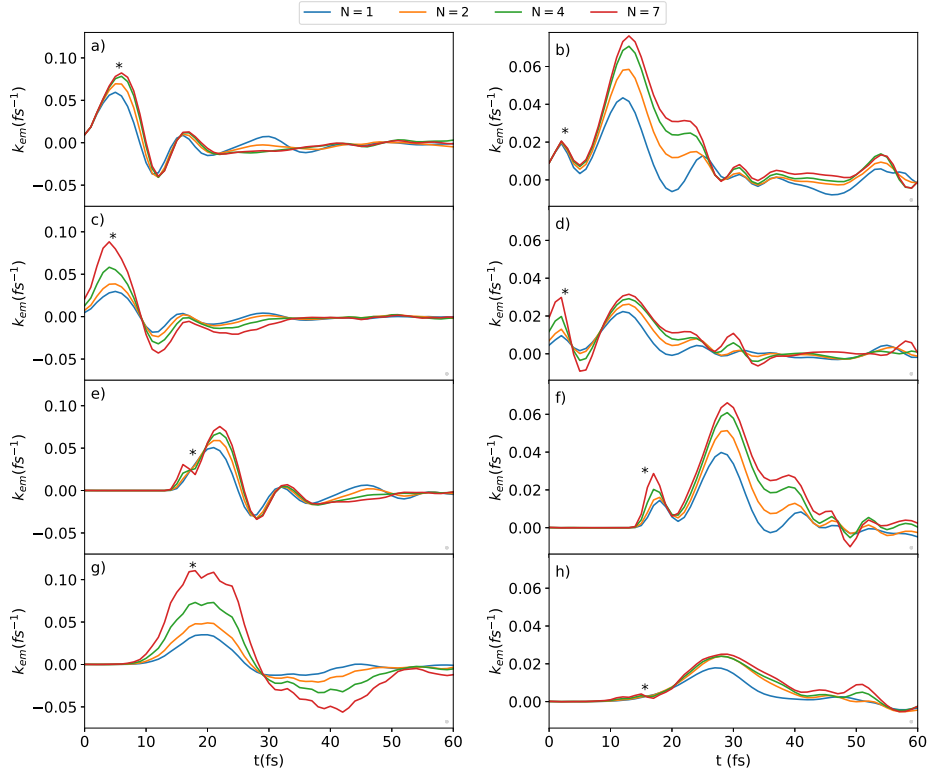 N = 1 N = 2 N = 4 N = 7
a)
*
0.10
0.05
0.00
−0.05
k_em(fs⁻¹)
b)
*
0.06
0.04
0.02
0.00
k_em(fs⁻¹)
c)
*
0.10
0.05
0.00
−0.05
k_em(fs⁻¹)
d)
*
0.06
0.04
0.02
0.00
k_em(fs⁻¹)
e)
*
0.10
0.05
0.00
−0.05
k_em(fs⁻¹)
f)
*
0.06
0.04
0.02
0.00
k_em(fs⁻¹)
g)
*
0.10
0.05
0.00
−0.05
k_em(fs⁻¹)
0 10 20 30 40 50 60
t(fs)
h)
*
0.06
0.04
0.02
0.00
k_em(fs⁻¹)
0 10 20 30 40 50 60
t (fs)